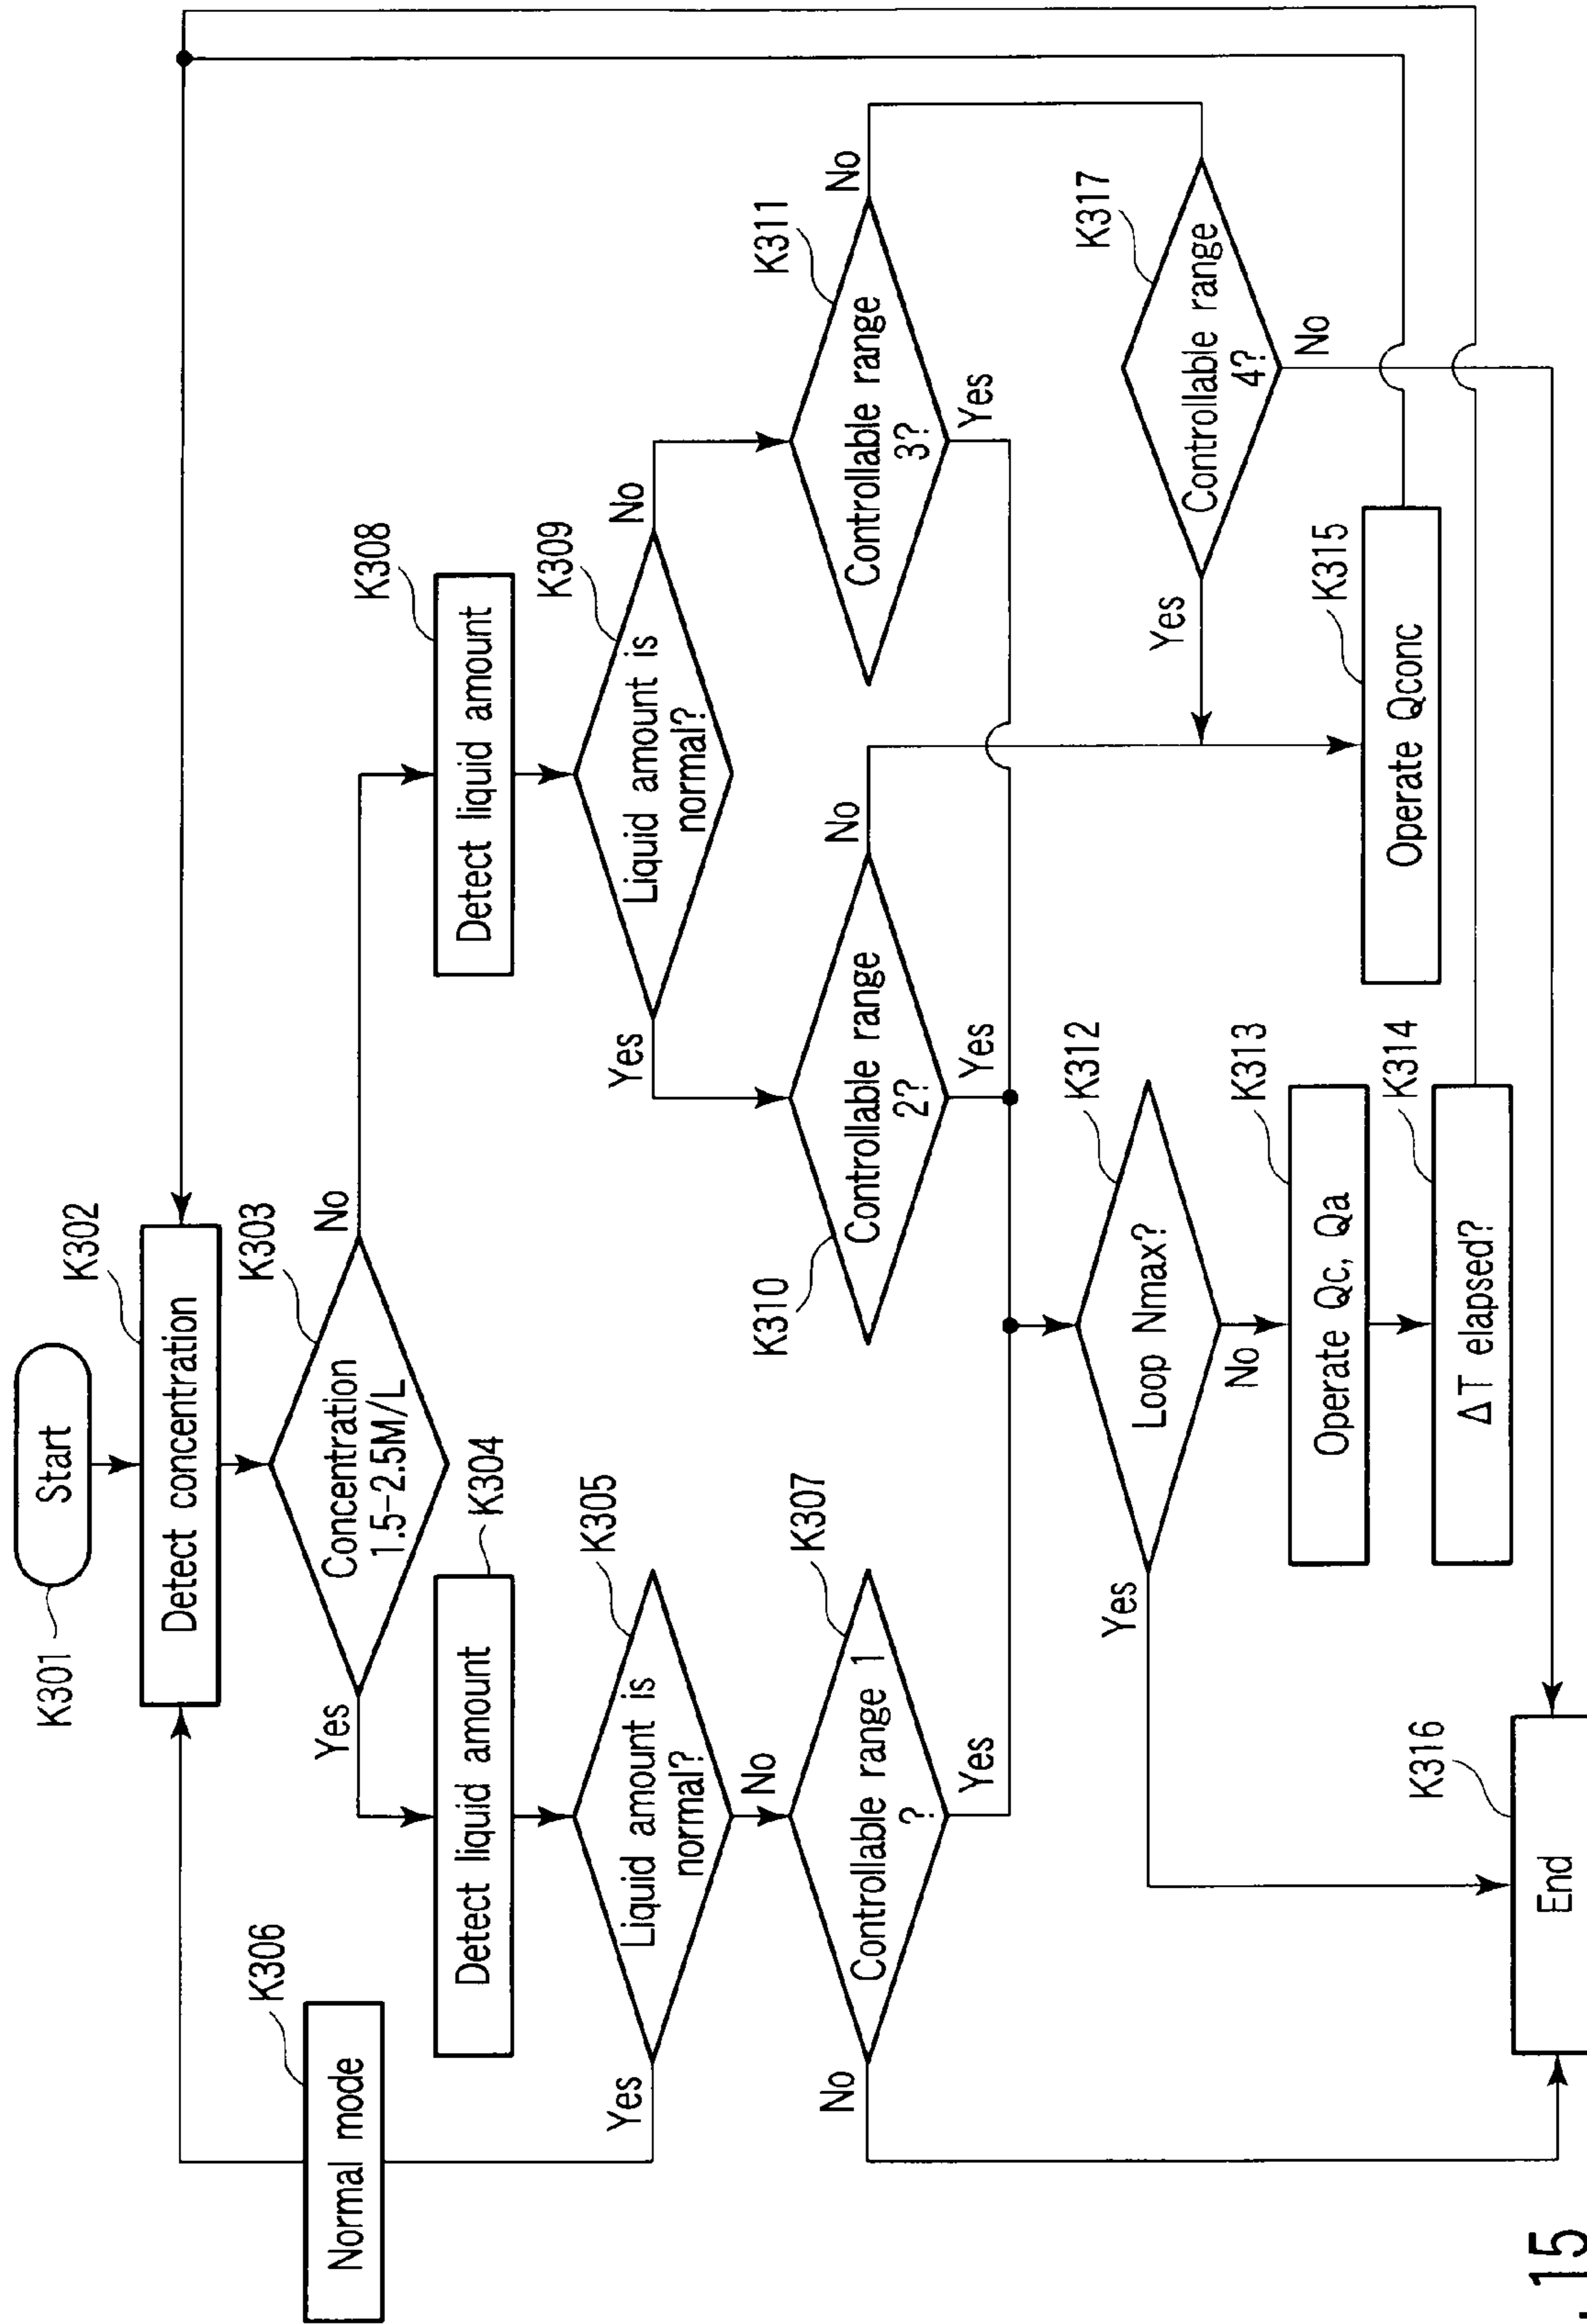 K301
Start
K302
Detect concentration
K303
Concentration
1.5-2.5M/L
Yes
No
K304
Detect liquid amount
K305
Liquid amount is
normal?
Yes
No
K306
Normal mode
K307
Controllable range 1
?
No
Yes
K308
Detect liquid amount
K309
Liquid amount is
normal?
Yes
No
K310
Controllable range
2?
No
Yes
K311
Controllable range
3?
No
Yes
K317
Controllable range
4?
Yes
No
K312
Loop Nmax?
Yes
No
K313
Operate Qc, Qa
K314
ΔT elapsed?
K315
Operate Qconc
K316
End
. 15